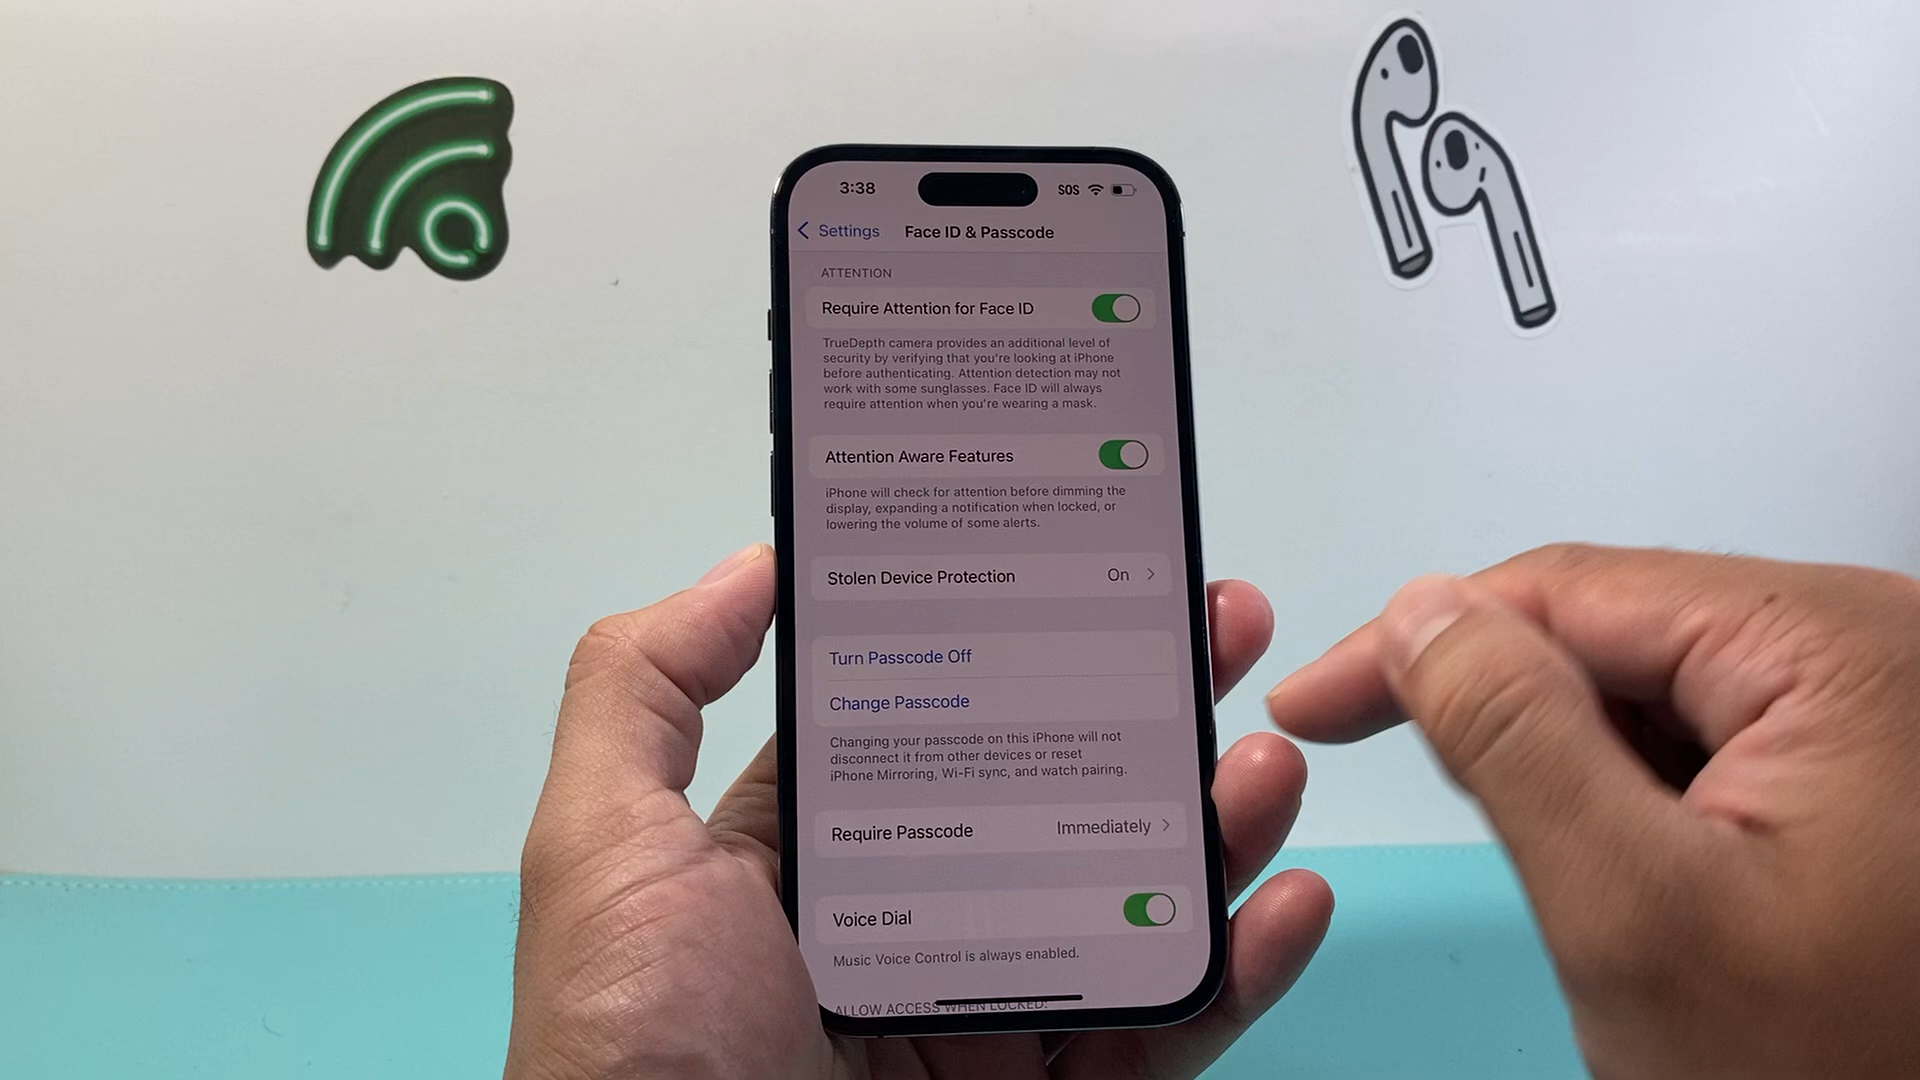 3:38 SOS
Settings Face ID & Passcode
ATTENTION
Require Attention for Face ID
TrueDepth camera provides an additional level of
security by verifying that you're looking at iPhone
before authenticating. Attention detection may not
work with some sunglasses. Face ID will always
require attention when you're wearing a mask.
Attention Aware Features
iPhone will check for attention before dimming the
display, expanding a notification when locked, or
lowering the volume of some alerts.
Stolen Device Protection On
Turn Passcode Off
Change Passcode
Changing your passcode on this iPhone will not
disconnect it from other devices or reset
iPhone Mirroring, Wi-Fi sync, and watch pairing.
Require Passcode Immediately
Voice Dial
Music Voice Control is always enabled.
ALLOW ACCESS WHEN LOCKED: